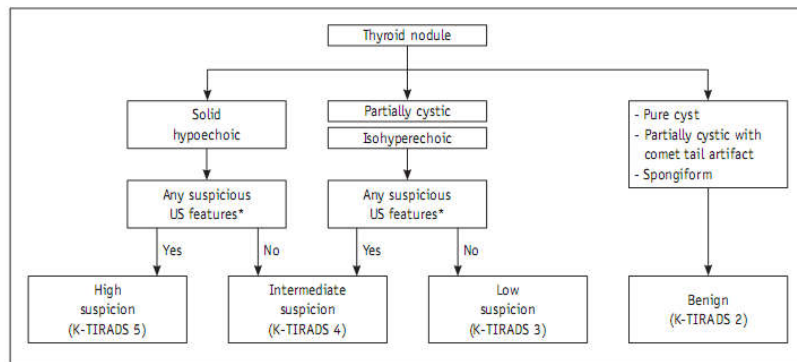 Thyroid nodule
Solid
hypoechoic
Partially cystic
Isohyperechoic
- Pure cyst
- Partially cystic with
comet tail artifact
- Spongiform
Any suspicious
US features*
Any suspicious
US features*
Yes
No
Yes
No
High
suspicion
(K-TIRADS 5)
Intermediate
suspicion
(K-TIRADS 4)
Low
suspicion
(K-TIRADS 3)
Benign
(K-TIRADS 2)